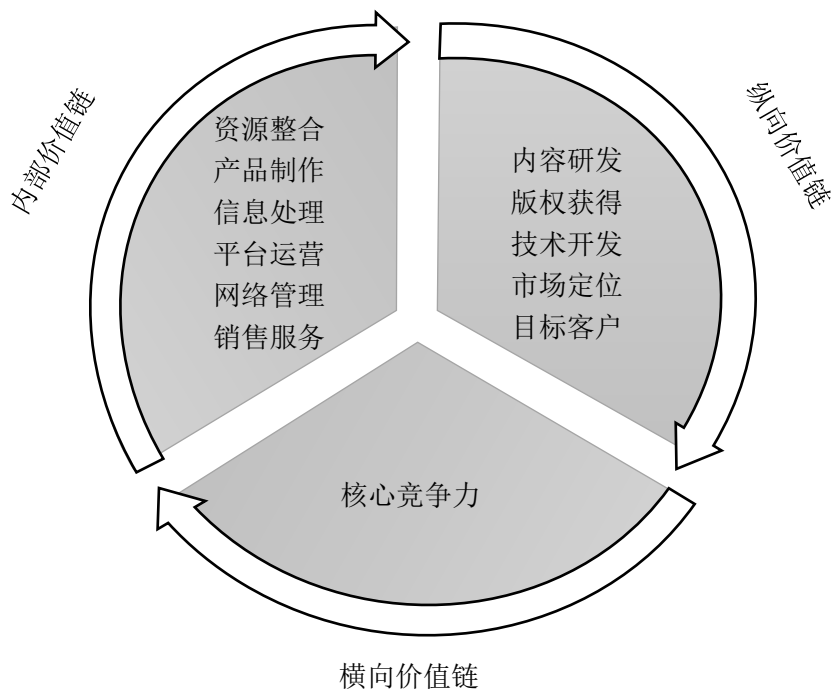 内部价值链
资源整合
产品制作
信息处理
平台运营
网络管理
销售服务
纵向价值链
内容研发
版权获得
技术开发
市场定位
目标客户
核心竞争力
横向价值链